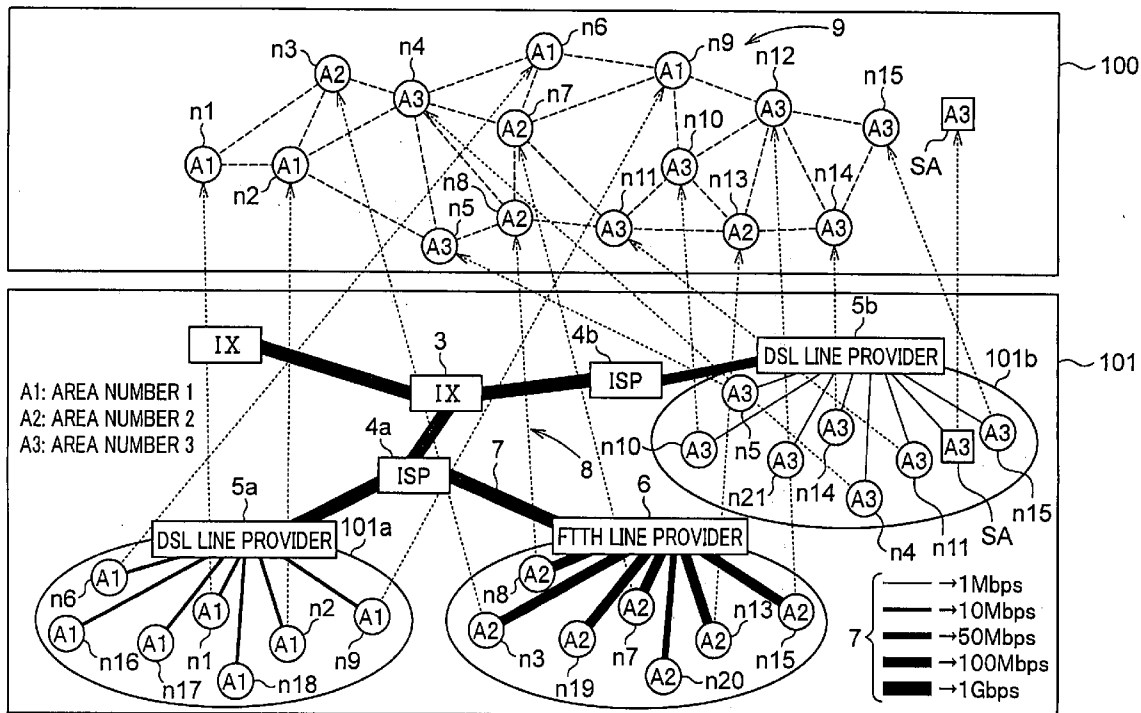 n6
9
n3
n4
n9
n12
A1
n15
100
A2
A1
n7
A3
A3
A3
n1
A2
n10
A3
SA
A1
A1
A3
n11
n14
n2
n8
n13
n5
A2
A3
A2
A3
A3
5b
4b
3
DSL LINE PROVIDER
101b
101
IX
ISP
IX
A1: AREA NUMBER 1
A2: AREA NUMBER 2
A3: AREA NUMBER 3
4a
A3
n5
A3
A3
A3
n10
8
7
ISP
A3
A3
A3
n21
n14
5a
6
A3
n15
101a
n11
SA
DSL LINE PROVIDER
FTTH LINE PROVIDER
n4
A1
n6
A2
n8
→1Mbps
→10Mbps
→50Mbps
→100Mbps
→1Gbps
7
A1
n2
A1
A2
n13
A2
A1
n1
A1
A1
n9
A2
n3
A2
n7
A2
n15
n16
n17
A1
n18
n19
A2
n20